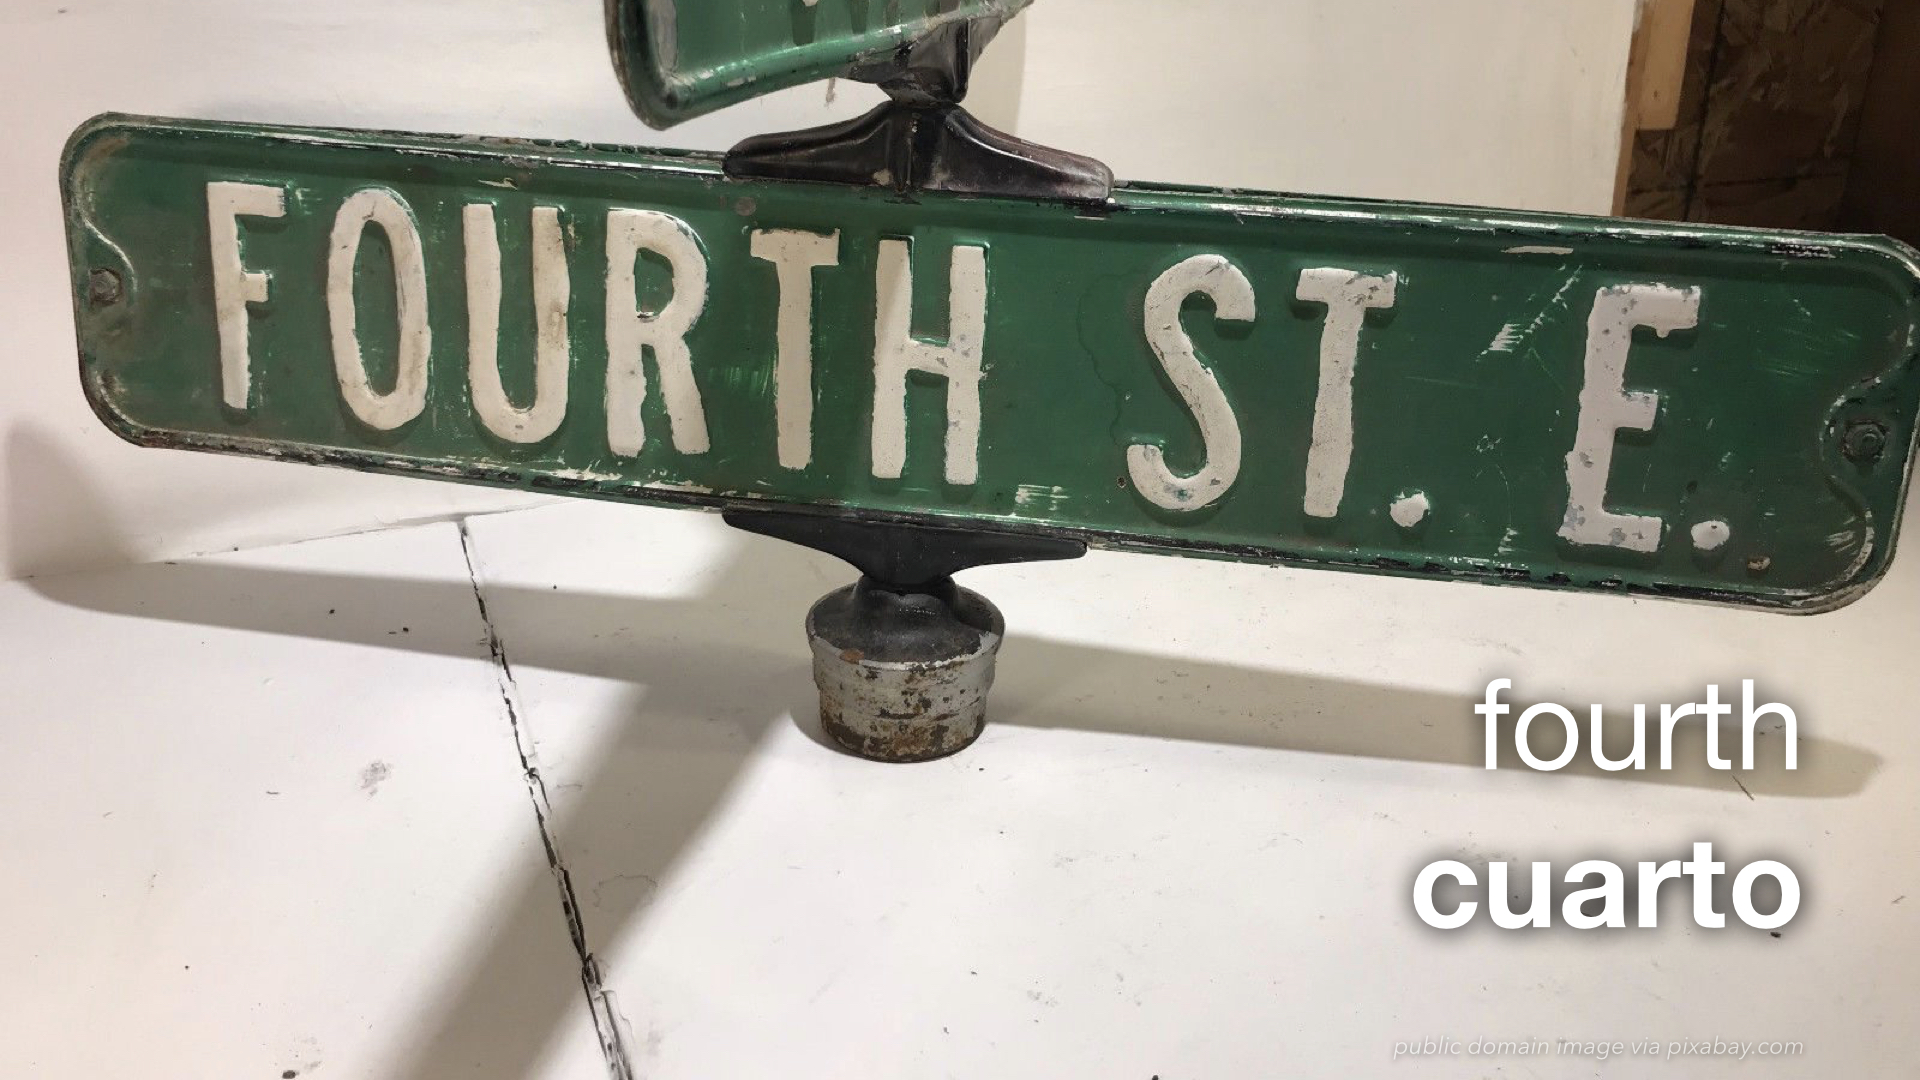 FOURTH ST. E.
fourth
cuarto
public domain image via pixabay.com